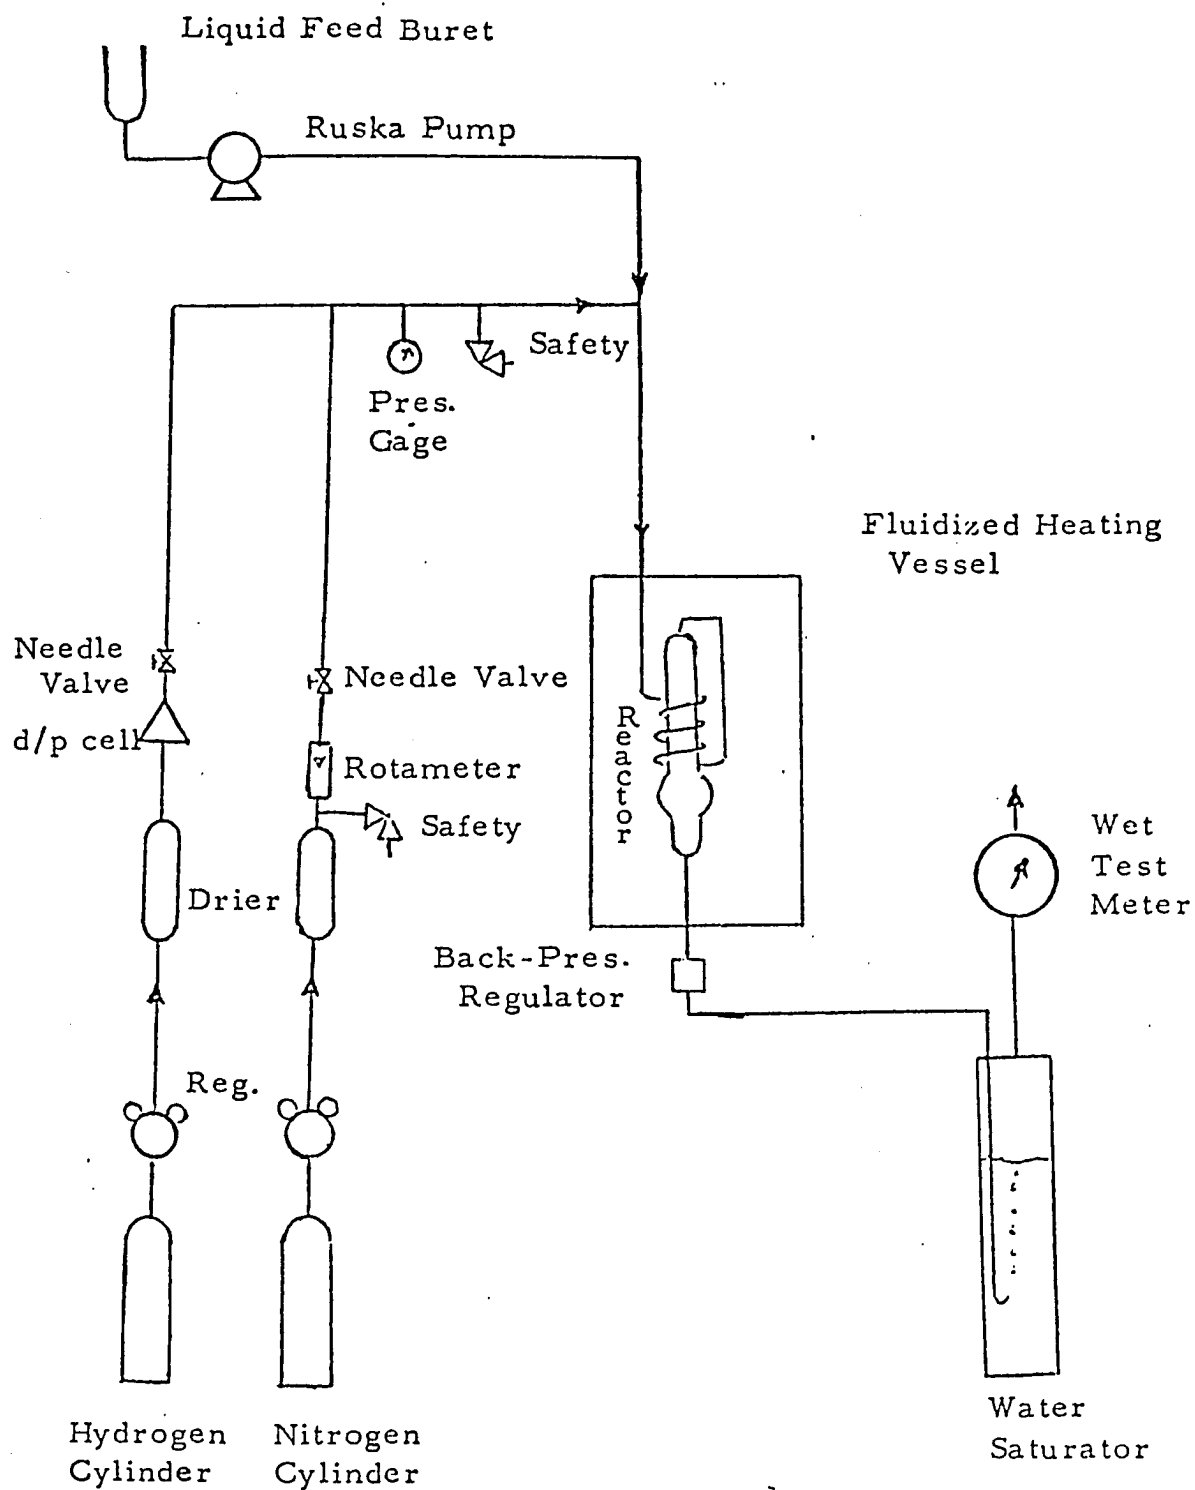 Liquid Feed Buret
Ruska Pump
Safety
Pres.
Gage
Fluidized Heating
Vessel
Needle
Valve
Needle Valve
d/p cell
Rotameter
Reactor
Safety
Wet
Test
Meter
Drier
Back-Pres.
Regulator
Reg.
Hydrogen
Cylinder
Nitrogen
Cylinder
Water
Saturator